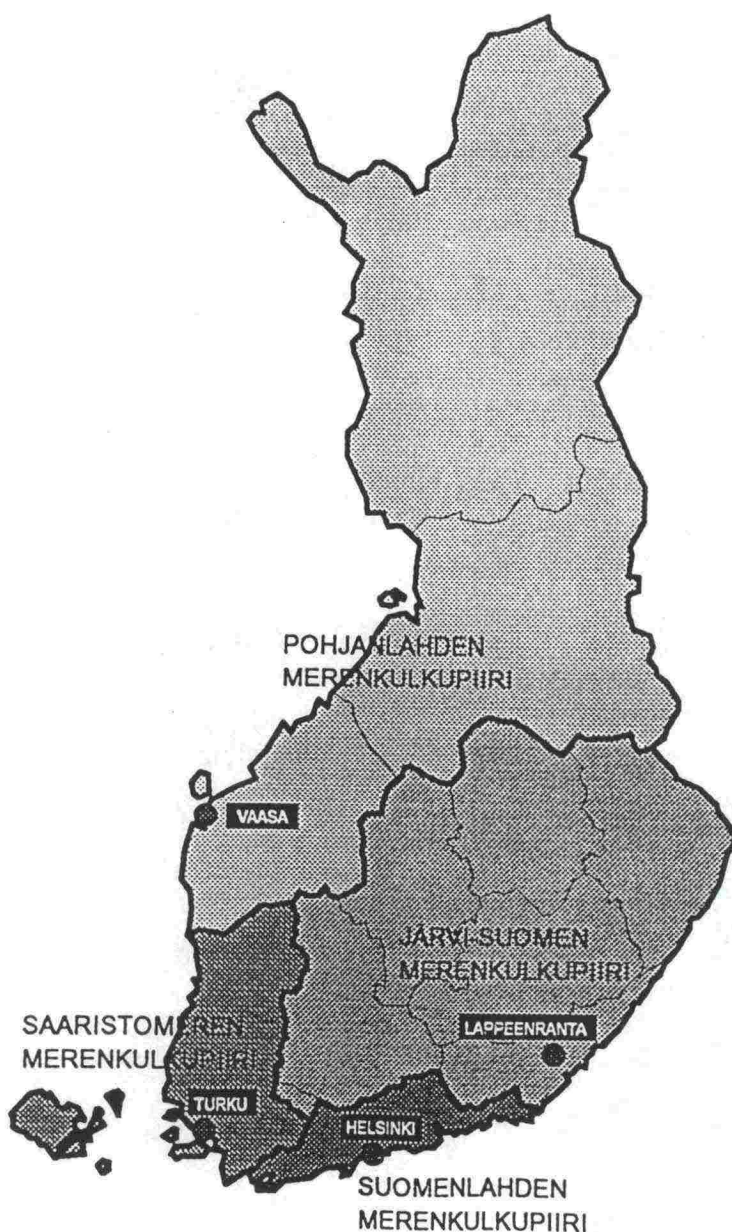 POHJANLAHDEN
MERENKULKUPIIRI
VAASA
JÄRVI-SUOMEN
MERENKULKUPIIRI
LAPPEENRANTA
SAARISTOMEREN
MERENKULKUPIIRI
TURKU
HELSINKI
SUOMENLAHDEN
MERENKULKUPIIRI